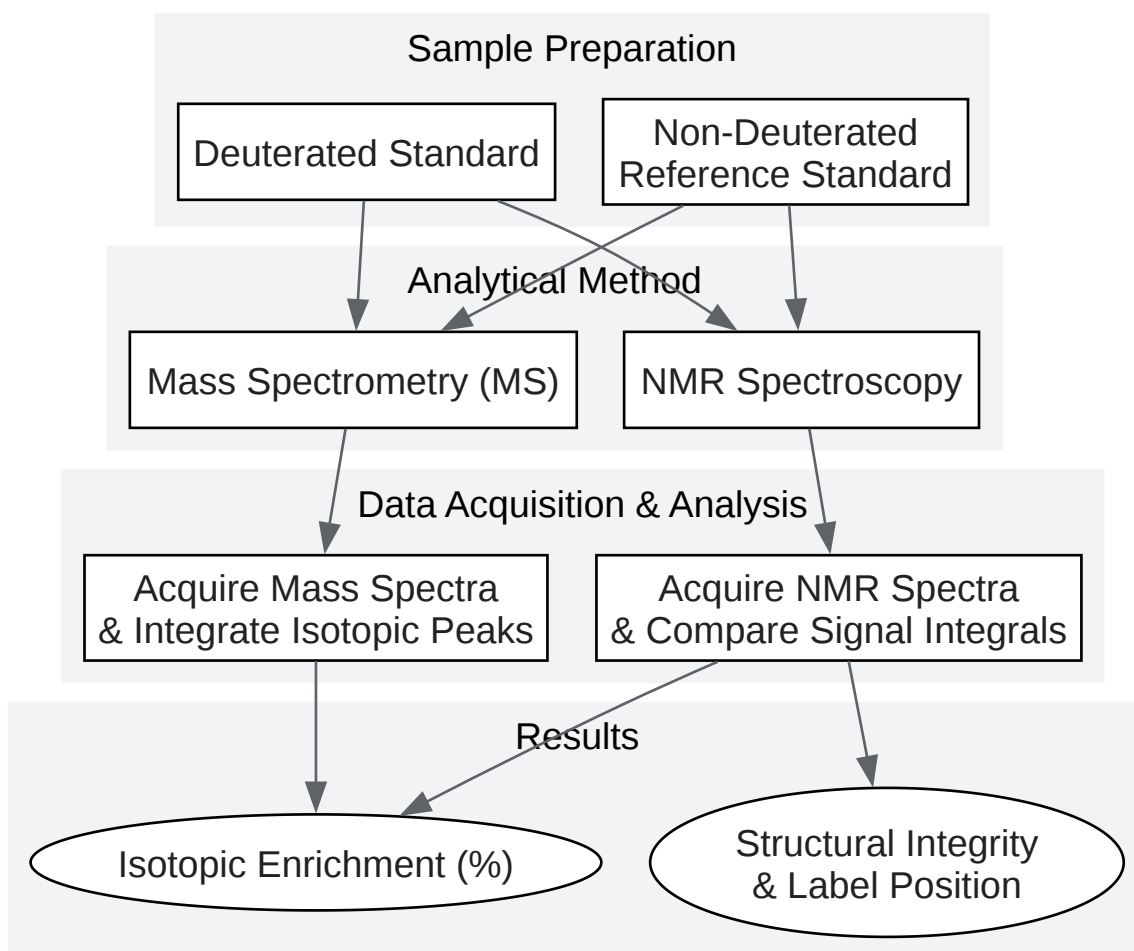 Sample Preparation
Deuterated Standard
Non-Deuterated
Reference Standard
Analytical Method
Mass Spectrometry (MS)
NMR Spectroscopy
Data Acquisition & Analysis
Acquire Mass Spectra
& Integrate Isotopic Peaks
Acquire NMR Spectra
& Compare Signal Integrals
Results
Isotopic Enrichment (%)
Structural Integrity
& Label Position